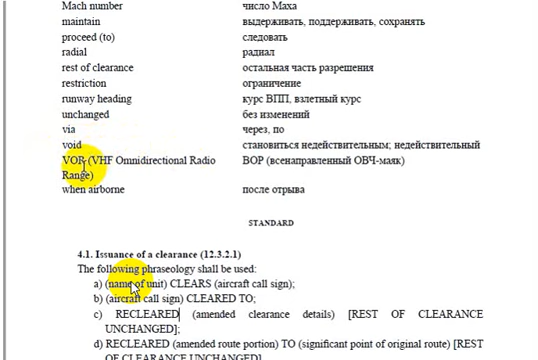 Mach number число Маха
maintain выдерживать, поддерживать, сохранять
proceed (to) следовать
radial радиал
rest of clearance остальная часть разрешения
restriction ограничение
runway heading курс ВПП, взлетный курс
unchanged без изменений
via через, по
void становиться недействительным; недействительный
VOR (VHF Omnidirectional Radio ВОР (всенаправленный ОВЧ-маяк)
Range)
when airborne после отрыва
STANDARD
4.1. Issuance of a clearance (12.3.2.1)
The following phraseology shall be used:
a) (name of unit) CLEARS (aircraft call sign);
b) (aircraft call sign) CLEARED TO;
c) RECLEARED (amended clearance details) [REST OF CLEARANCE
UNCHANGED];
d) RECLEARED (amended route portion) TO (significant point of original route) [REST
OF CLEARANCE UNCHANGED]